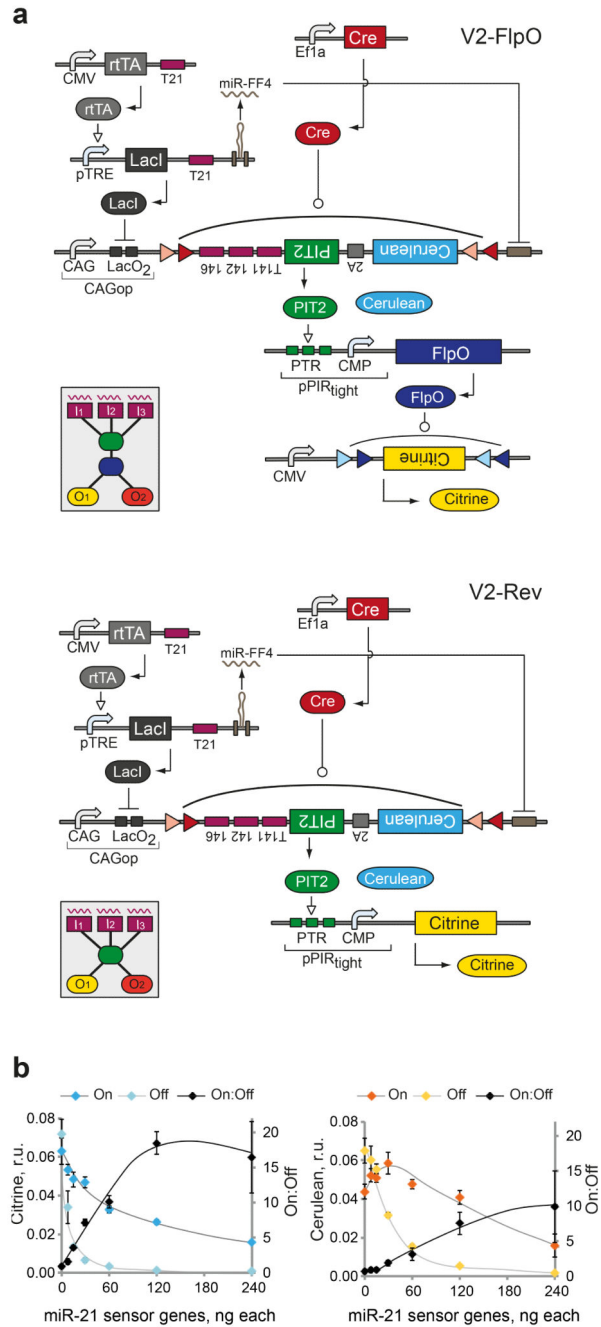 a
V2-FlpO
Ef1a Cre
CMV rtTA T21
miR-FF4
rtTA
pTRE LacI T21
Cre
LacI
CAG LacO2 146 142 T141 PIT2 2A Cerulean
CAGop
PIT2 Cerulean
PTR CMP FlpO
pPIRtight
FlpO
I1 I2 I3
O1 O2
CMV Citrine
Citrine
V2-Rev
Ef1a Cre
CMV rtTA T21
miR-FF4
rtTA
Cre
pTRE LacI T21
LacI
CAG LacO2 146 142 T141 PIT2 2A Cerulean
CAGop
PIT2 Cerulean
PTR CMP Citrine
pPIRtight
Citrine
I1 I2 I3
O1 O2
b
On Off On:Off
Citrine, r.u.
0.08
0.06
0.04
0.02
0.00
0 60 120 180 240
20
15
10
5
0
On:Off
miR-21 sensor genes, ng each
On Off On:Off
Cerulean, r.u.
0.08
0.06
0.04
0.02
0.00
0 60 120 180 240
20
15
10
5
0
On:Off
miR-21 sensor genes, ng each